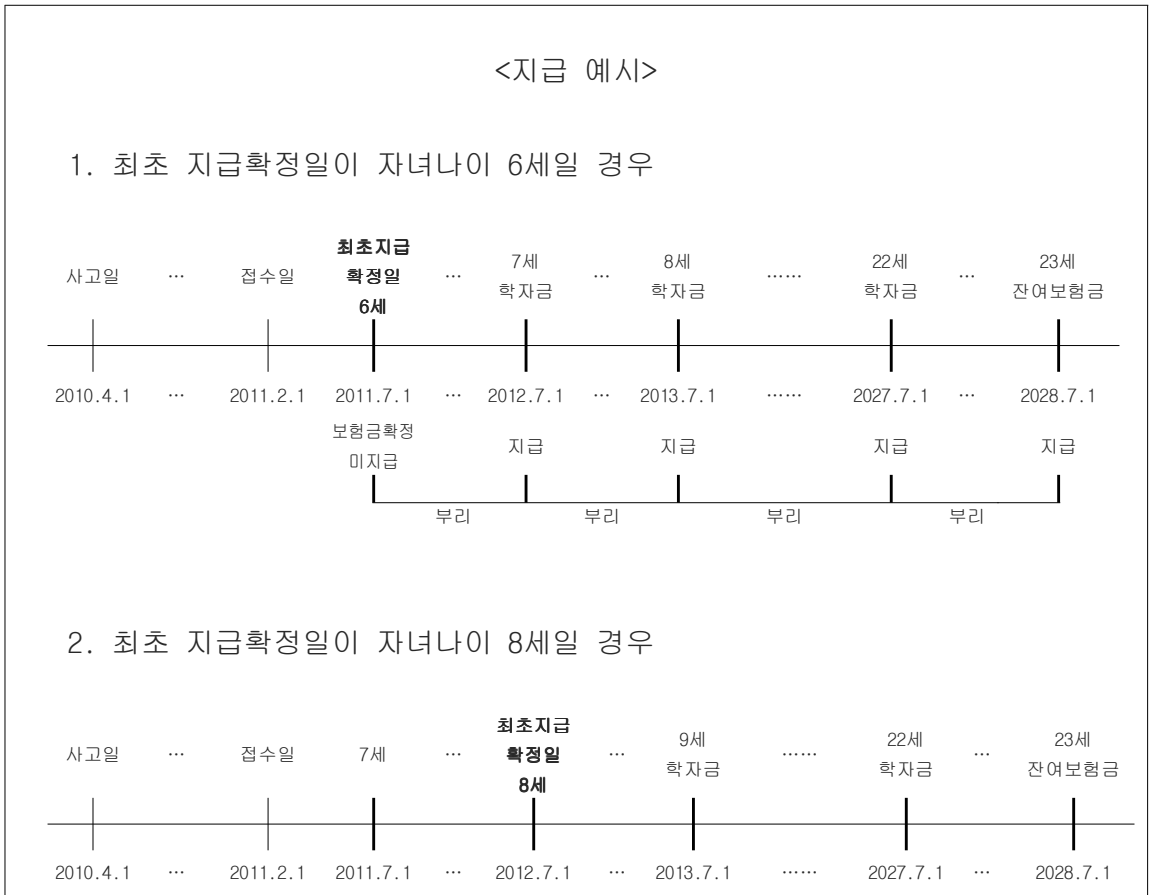 <지급 예시>
1. 최초 지급확정일이 자녀나이 6세일 경우
사고일 … 접수일 최초지급 확정일 6세 … 7세 학자금 … 8세 학자금 …… 22세 학자금 … 23세 잔여보험금
2010.4.1 … 2011.2.1 2011.7.1 … 2012.7.1 … 2013.7.1 …… 2027.7.1 … 2028.7.1
보험금확정 미지급 지급 지급 지급 지급
부리 부리 부리 부리
2. 최초 지급확정일이 자녀나이 8세일 경우
사고일 … 접수일 7세 … 최초지급 확정일 8세 … 9세 학자금 …… 22세 학자금 … 23세 잔여보험금
2010.4.1 … 2011.2.1 2011.7.1 … 2012.7.1 … 2013.7.1 …… 2027.7.1 … 2028.7.1